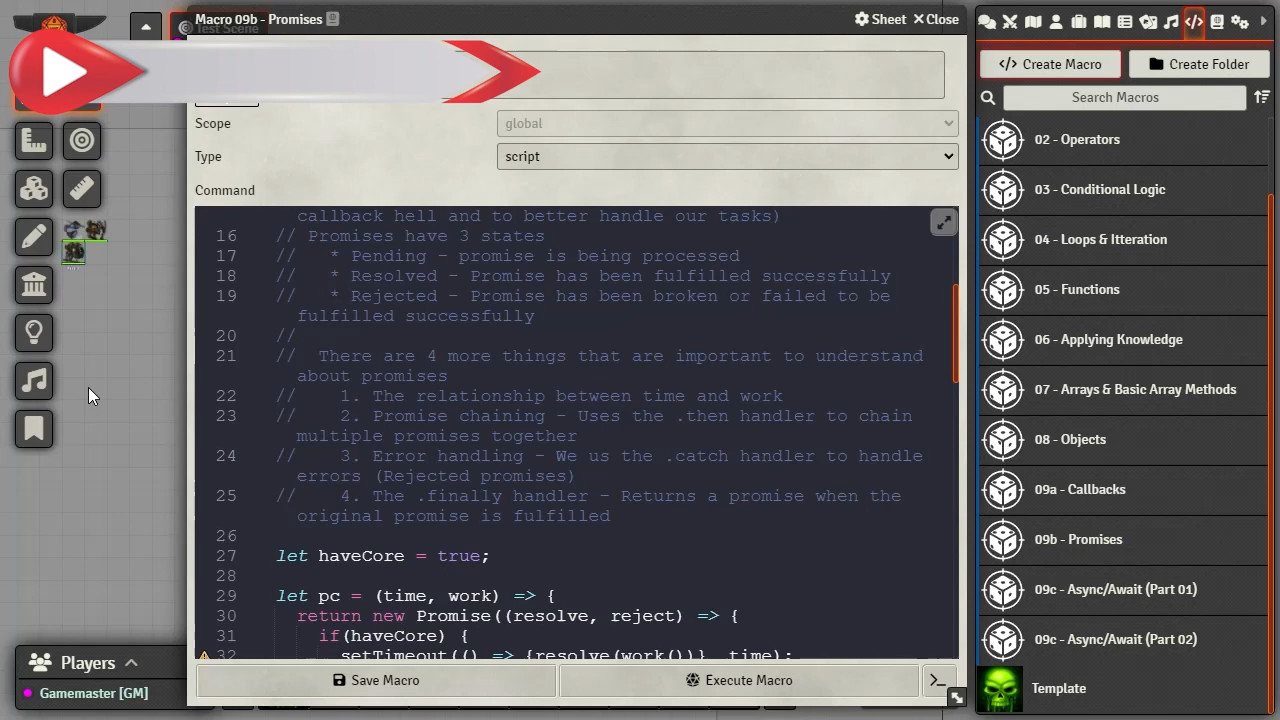 Macro 09b - Promises
Sheet
Close
Test Scene
Create Macro
Create Folder
Search Macros
Scope
global
Type
script
Command
02 - Operators
03 - Conditional Logic
04 - Loops & Itteration
05 - Functions
06 - Applying Knowledge
07 - Arrays & Basic Array Methods
08 - Objects
09a - Callbacks
09b - Promises
09c - Async/Await (Part 01)
09c - Async/Await (Part 02)
Template
callback hell and to better handle our tasks)
16 // Promises have 3 states
17 //   * Pending - promise is being processed
18 //   * Resolved - Promise has been fulfilled successfully
19 //   * Rejected - Promise has been broken or failed to be
fulfilled successfully
20 //
21 //  There are 4 more things that are important to understand
about promises
22 //    1. The relationship between time and work
23 //    2. Promise chaining - Uses the .then handler to chain
multiple promises together
24 //    3. Error handling - We us the .catch handler to handle
errors (Rejected promises)
25 //    4. The .finally handler - Returns a promise when the
original promise is fulfilled
26
27 let haveCore = true;
28
29 let pc = (time, work) => {
30   return new Promise((resolve, reject) => {
31     if(haveCore) {
32       setTimeout(() => {resolve(work())}, time);
Save Macro
Execute Macro
Players
Gamemaster [GM]